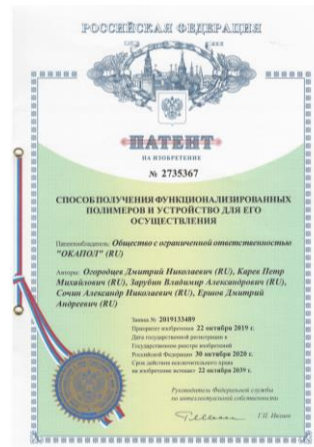 РОССИЙСКАЯ ФЕДЕРАЦИЯ
ПАТЕНТ
НА ИЗОБРЕТЕНИЕ
№ 2735367
СПОСОБ ПОЛУЧЕНИЯ ФУНКЦИОНАЛИЗИРОВАННЫХ
ПОЛИМЕРОВ И УСТРОЙСТВО ДЛЯ ЕГО
ОСУЩЕСТВЛЕНИЯ
Патентообладатель: Общество с ограниченной ответственностью
"ОКАПОЛ" (RU)
Авторы: Огородцев Дмитрий Николаевич (RU), Карев Петр
Михайлович (RU), Зарубин Владимир Александрович (RU),
Сочин Александр Николаевич (RU), Ершов Дмитрий
Андреевич (RU)
Заявка № 2019133489
Приоритет изобретения 22 октября 2019 г.
Дата государственной регистрации в
Государственном реестре изобретений
Российской Федерации 30 октября 2020 г.
Срок действия исключительного права
на изобретение истекает 22 октября 2039 г.
Руководитель Федеральной службы
по интеллектуальной собственности
Г.П. Ивлиев